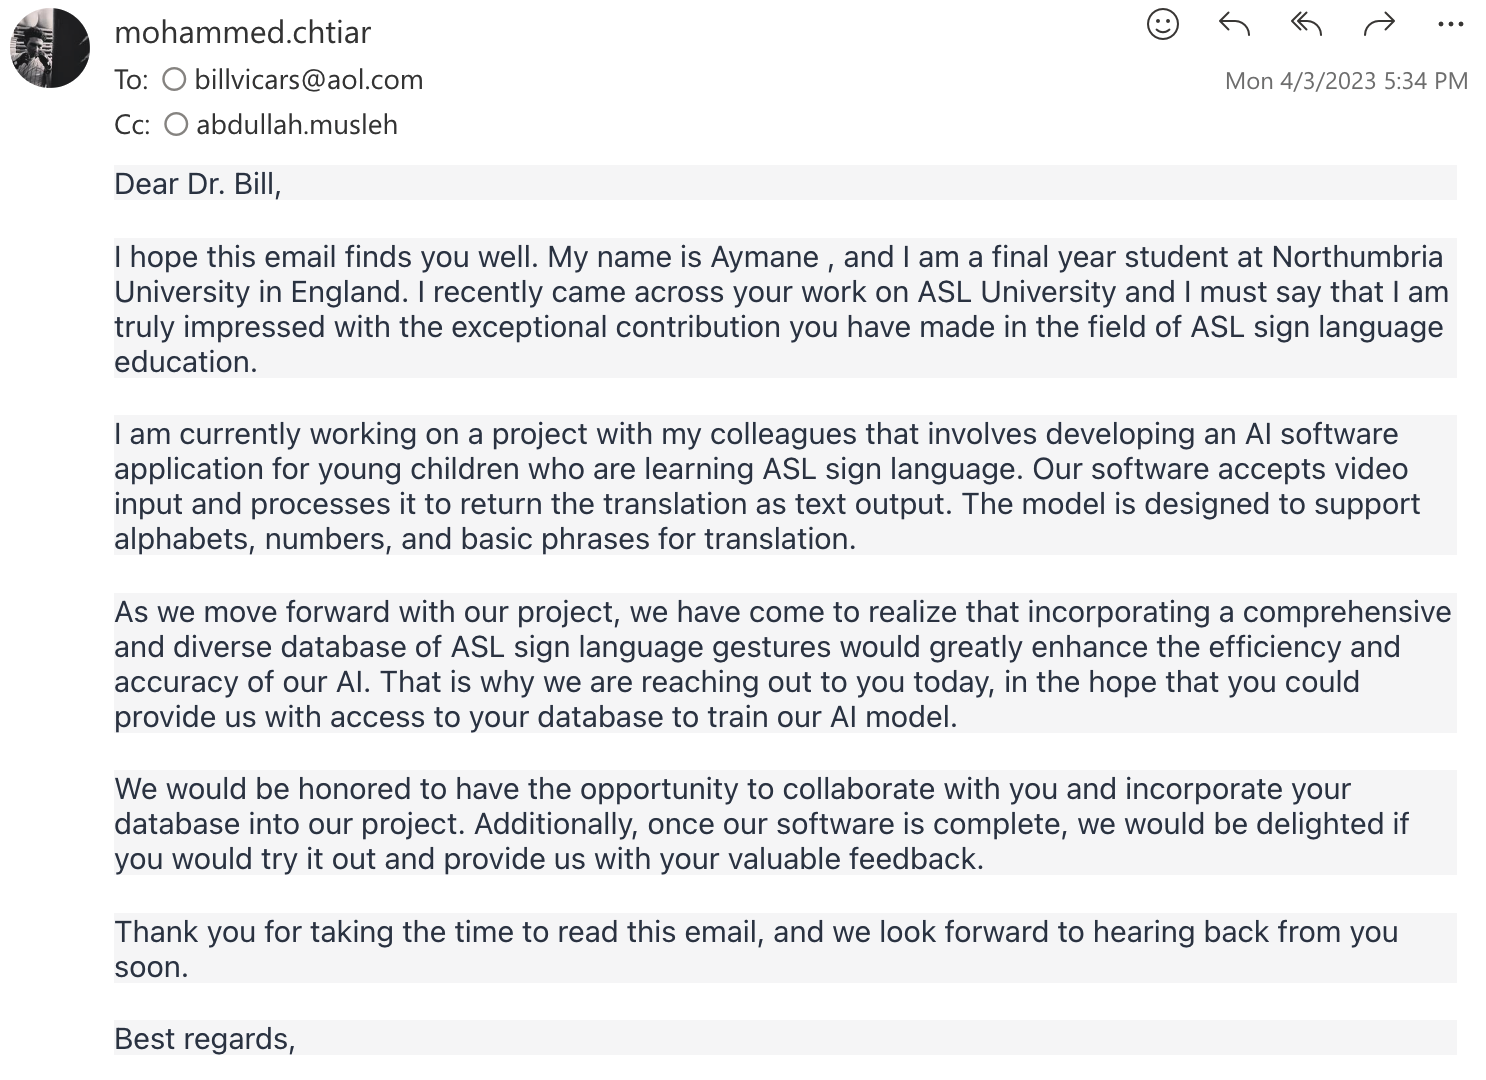 mohammed.chtiar
To: billvicars@aol.com
Mon 4/3/2023 5:34 PM
Cc: abdullah.musleh
Dear Dr. Bill,
I hope this email finds you well. My name is Aymane , and I am a final year student at Northumbria
University in England. I recently came across your work on ASL University and I must say that I am
truly impressed with the exceptional contribution you have made in the field of ASL sign language
education.
I am currently working on a project with my colleagues that involves developing an AI software
application for young children who are learning ASL sign language. Our software accepts video
input and processes it to return the translation as text output. The model is designed to support
alphabets, numbers, and basic phrases for translation.
As we move forward with our project, we have come to realize that incorporating a comprehensive
and diverse database of ASL sign language gestures would greatly enhance the efficiency and
accuracy of our AI. That is why we are reaching out to you today, in the hope that you could
provide us with access to your database to train our AI model.
We would be honored to have the opportunity to collaborate with you and incorporate your
database into our project. Additionally, once our software is complete, we would be delighted if
you would try it out and provide us with your valuable feedback.
Thank you for taking the time to read this email, and we look forward to hearing back from you
soon.
Best regards,